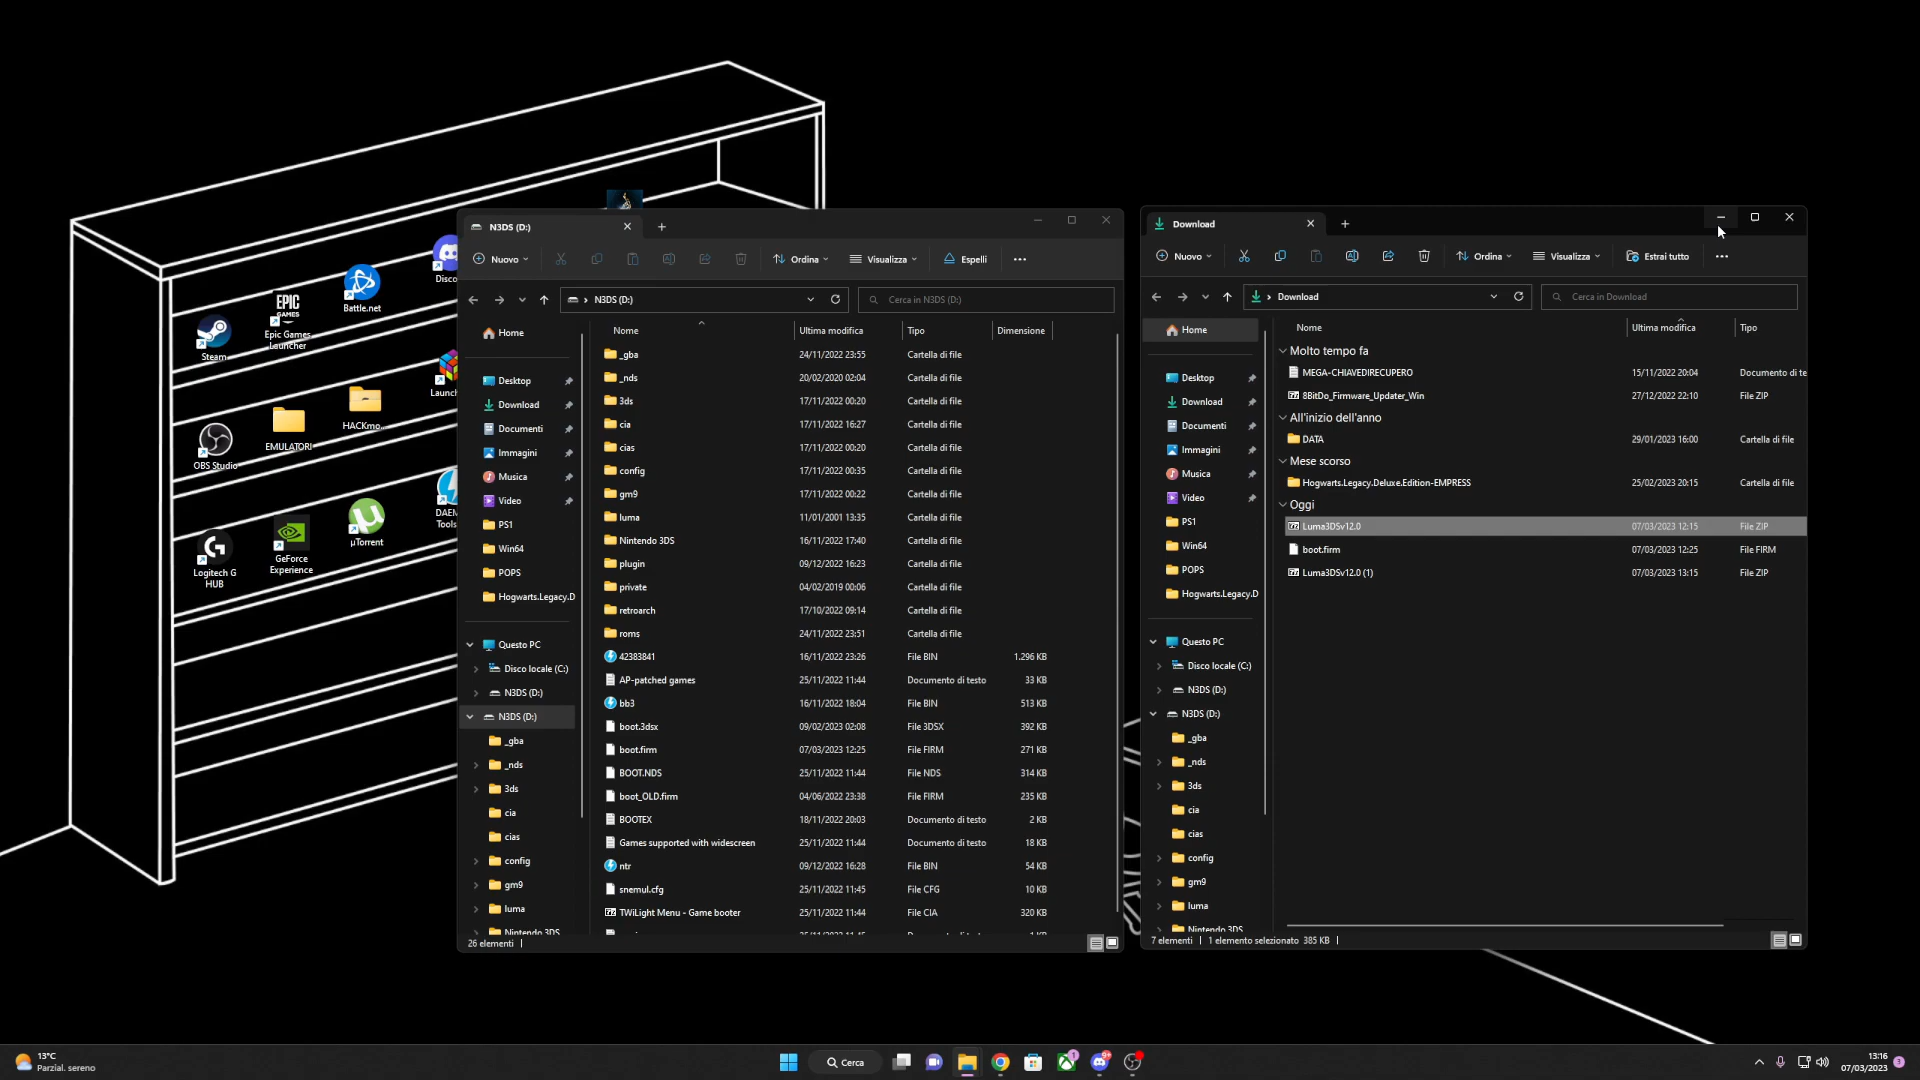 Steam
EPIC
GAMES
Epic Games
Launcher
Battle.net
OBS Studio
EMULATORI
HACKmo...
Logitech G
HUB
GeForce
Experience
µTorrent
N3DS (D:)
Nuovo
Ordina
Visualizza
Espelli
N3DS (D:)
Cerca in N3DS (D:)
Home
Desktop
Download
Documenti
Immagini
Musica
Video
PS1
Win64
POPS
Hogwarts.Legacy.D
Questo PC
Disco locale (C:)
N3DS (D:)
N3DS (D:)
_gba
_nds
3ds
cia
cias
config
gm9
luma
Nintendo 3DS
Nome Ultima modifica Tipo Dimensione
_gba 24/11/2022 23:55 Cartella di file
_nds 20/02/2020 02:04 Cartella di file
3ds 17/11/2022 00:20 Cartella di file
cia 17/11/2022 16:27 Cartella di file
cias 17/11/2022 00:20 Cartella di file
config 17/11/2022 00:35 Cartella di file
gm9 17/11/2022 00:22 Cartella di file
luma 11/01/2001 13:35 Cartella di file
Nintendo 3DS 16/11/2022 17:40 Cartella di file
plugin 09/12/2022 16:23 Cartella di file
private 04/02/2019 00:06 Cartella di file
retroarch 17/10/2022 09:14 Cartella di file
roms 24/11/2022 23:51 Cartella di file
42383841 16/11/2022 23:26 File BIN 1.296 KB
AP-patched games 25/11/2022 11:44 Documento di testo 33 KB
bb3 16/11/2022 18:04 File BIN 513 KB
boot.3dsx 09/02/2023 02:08 File 3DSX 392 KB
boot.firm 07/03/2023 12:25 File FIRM 271 KB
BOOT.NDS 25/11/2022 11:44 File NDS 314 KB
boot_OLD.firm 04/06/2022 23:38 File FIRM 235 KB
BOOTEX 18/11/2022 20:03 Documento di testo 2 KB
Games supported with widescreen 25/11/2022 11:44 Documento di testo 18 KB
ntr 09/12/2022 16:28 File BIN 54 KB
snemul.cfg 25/11/2022 11:45 File CFG 10 KB
TWiLight Menu - Game booter 25/11/2022 11:44 File CIA 320 KB
26 elementi
Download
Nuovo
Ordina
Visualizza
Estrai tutto
Download
Cerca in Download
Home
Desktop
Download
Documenti
Immagini
Musica
Video
PS1
Win64
POPS
Hogwarts.Legacy.D
Questo PC
Disco locale (C:)
N3DS (D:)
N3DS (D:)
_gba
_nds
3ds
cia
cias
config
gm9
luma
Nintendo 3DS
Nome Ultima modifica Tipo
Molto tempo fa
MEGA-CHIAVEDIRECUPERO 15/11/2022 20:04 Documento di te
8BitDo_Firmware_Updater_Win 27/12/2022 22:10 File ZIP
All'inizio dell'anno
DATA 29/01/2023 16:00 Cartella di file
Mese scorso
Hogwarts.Legacy.Deluxe.Edition-EMPRESS 25/02/2023 20:15 Cartella di file
Oggi
Luma3DSv12.0 07/03/2023 12:15 File ZIP
boot.firm 07/03/2023 12:25 File FIRM
Luma3DSv12.0 (1) 07/03/2023 13:15 File ZIP
7 elementi 1 elemento selezionato 385 KB
13°C
Parzial. sereno
Cerca
13:16
07/03/2023